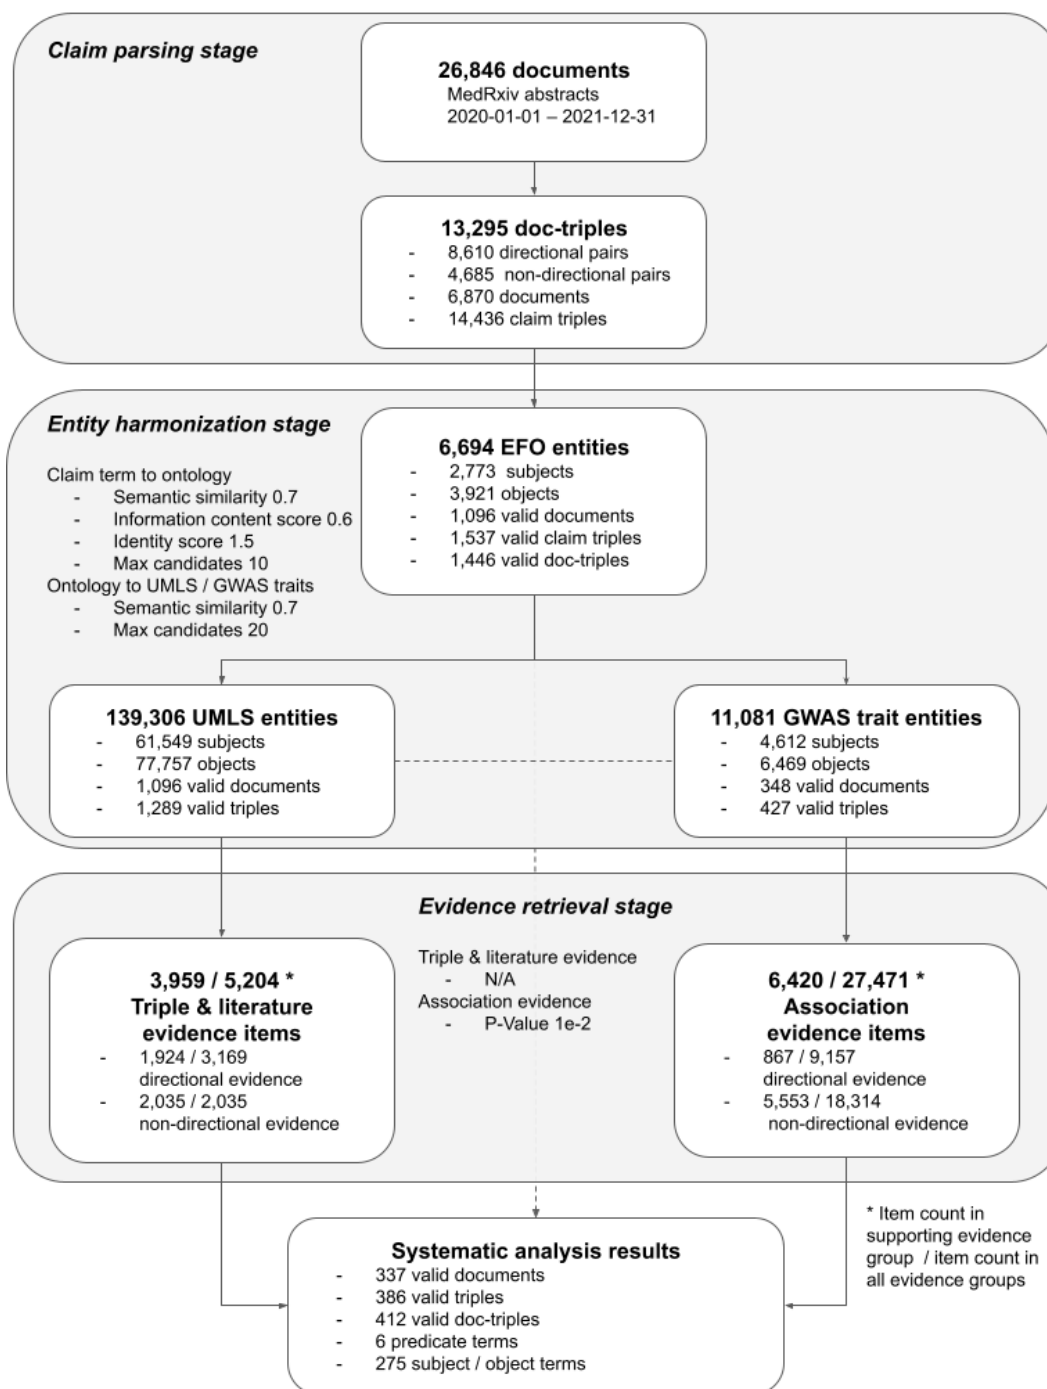 Claim parsing stage
26,846 documents
MedRxiv abstracts
2020-01-01 – 2021-12-31
13,295 doc-triples
- 8,610 directional pairs
- 4,685 non-directional pairs
- 6,870 documents
- 14,436 claim triples
Entity harmonization stage
Claim term to ontology
- Semantic similarity 0.7
- Information content score 0.6
- Identity score 1.5
- Max candidates 10
Ontology to UMLS / GWAS traits
- Semantic similarity 0.7
- Max candidates 20
6,694 EFO entities
- 2,773 subjects
- 3,921 objects
- 1,096 valid documents
- 1,537 valid claim triples
- 1,446 valid doc-triples
139,306 UMLS entities
- 61,549 subjects
- 77,757 objects
- 1,096 valid documents
- 1,289 valid triples
11,081 GWAS trait entities
- 4,612 subjects
- 6,469 objects
- 348 valid documents
- 427 valid triples
Evidence retrieval stage
Triple & literature evidence
- N/A
Association evidence
- P-Value 1e-2
3,959 / 5,204 *
Triple & literature
evidence items
- 1,924 / 3,169
directional evidence
- 2,035 / 2,035
non-directional evidence
6,420 / 27,471 *
Association
evidence items
- 867 / 9,157
directional evidence
- 5,553 / 18,314
non-directional evidence
* Item count in
supporting evidence
group / item count in
all evidence groups
Systematic analysis results
- 337 valid documents
- 386 valid triples
- 412 valid doc-triples
- 6 predicate terms
- 275 subject / object terms